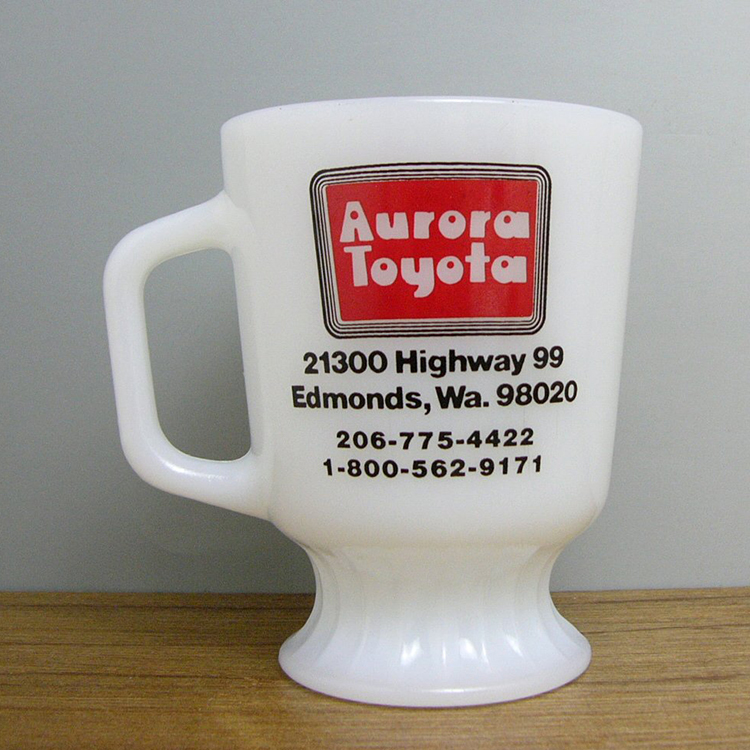 Aurora
Toyota
21300 Highway 99
Edmonds, Wa. 98020
206-775-4422
1-800-562-9171